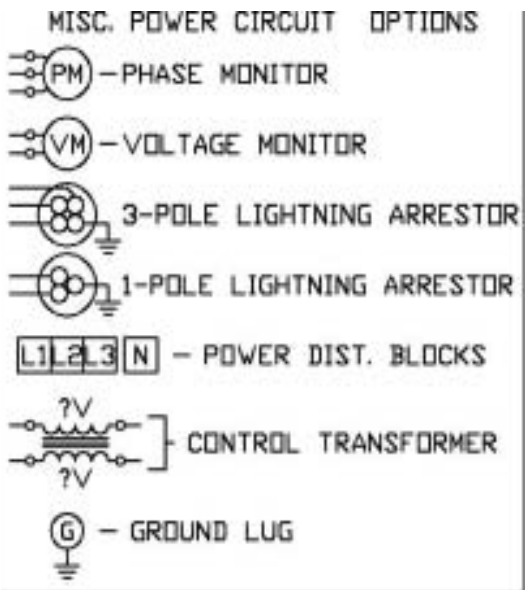 MISC. POWER CIRCUIT OPTIONS
PM - PHASE MONITOR
VM - VOLTAGE MONITOR
3-POLE LIGHTNING ARRESTOR
1-POLE LIGHTNING ARRESTOR
L1 L2 L3 N - POWER DIST. BLOCKS
?V
CONTROL TRANSFORMER
?V
G - GROUND LUG